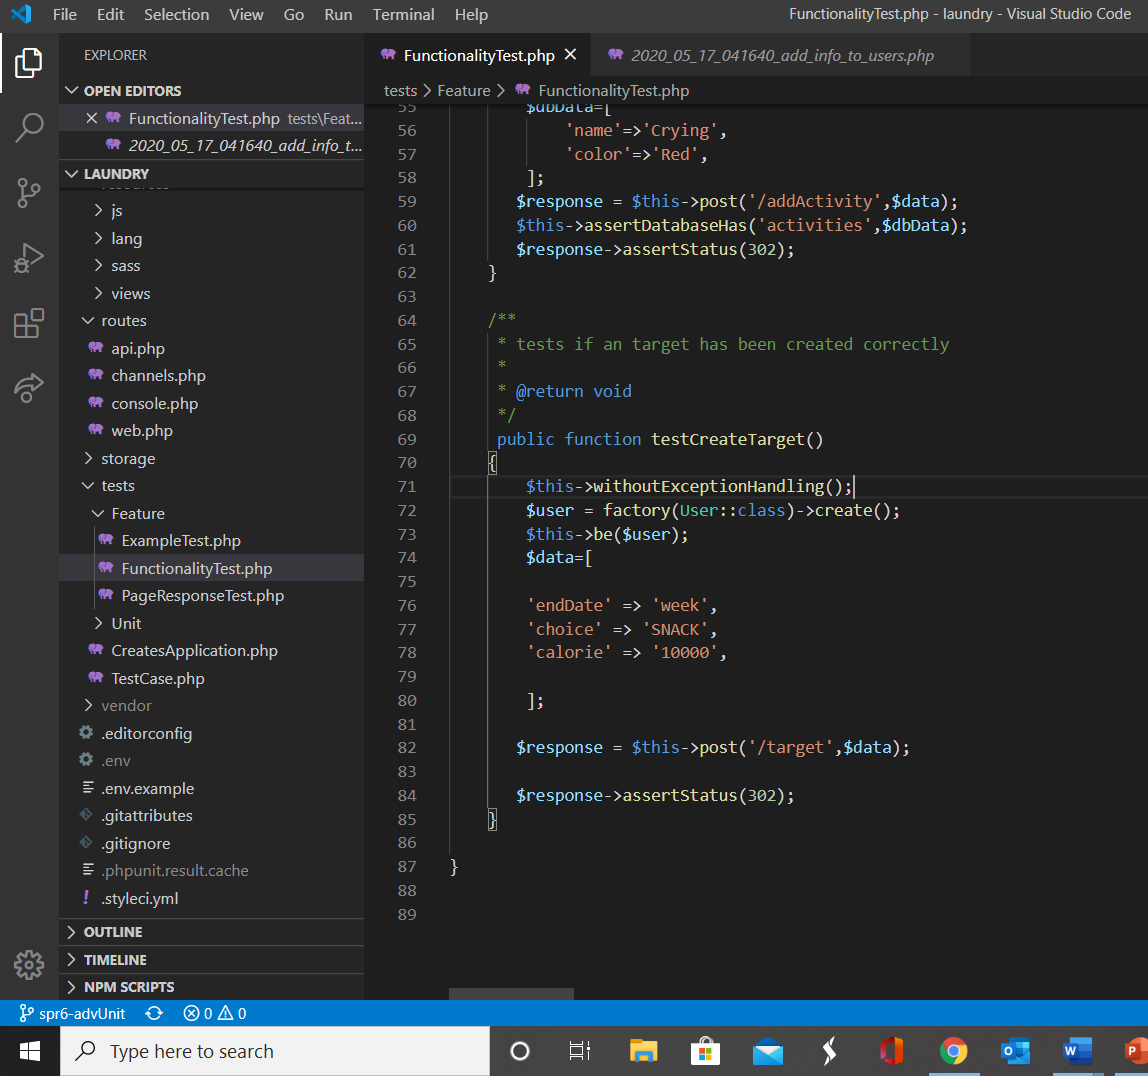 File Edit Selection View Go Run Terminal Help FunctionalityTest.php - laundry - Visual Studio Code
EXPLORER
OPEN EDITORS
FunctionalityTest.php tests\Feat...
2020_05_17_041640_add_info_t...
LAUNDRY
resources
js
lang
sass
views
routes
api.php
channels.php
console.php
web.php
storage
tests
Feature
ExampleTest.php
FunctionalityTest.php
PageResponseTest.php
Unit
CreatesApplication.php
TestCase.php
vendor
.editorconfig
.env
.env.example
.gitattributes
.gitignore
.phpunit.result.cache
.styleci.yml
OUTLINE
TIMELINE
NPM SCRIPTS
FunctionalityTest.php 2020_05_17_041640_add_info_to_users.php
tests > Feature > FunctionalityTest.php
55 $dbData=[
56 'name'=>'Crying',
57 'color'=>'Red',
58 ];
59 $response = $this->post('/addActivity',$data);
60 $this->assertDatabaseHas('activities',$dbData);
61 $response->assertStatus(302);
62 }
63
64 /**
65 * tests if an target has been created correctly
66 *
67 * @return void
68 */
69 public function testCreateTarget()
70 {
71 $this->withoutExceptionHandling();
72 $user = factory(User::class)->create();
73 $this->be($user);
74 $data=[
75
76 'endDate' => 'week',
77 'choice' => 'SNACK',
78 'calorie' => '10000',
79
80 ];
81
82 $response = $this->post('/target',$data);
83
84 $response->assertStatus(302);
85 }
86
87 }
88
89
spr6-advUnit 0 0
Type here to search